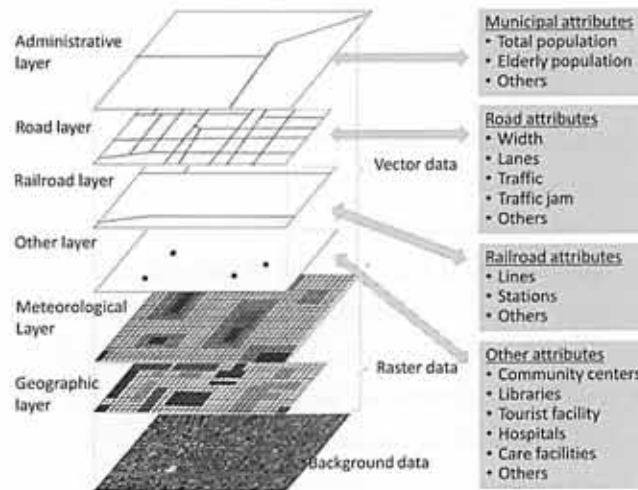 Administrative
layer
Road layer
Railroad layer
Other layer
Meteorological
Layer
Geographic
layer
Vector data
Raster data
Background data
Municipal attributes
• Total population
• Elderly population
• Others
Road attributes
• Width
• Lanes
• Traffic
• Traffic jam
• Others
Railroad attributes
• Lines
• Stations
• Others
Other attributes
• Community centers
• Libraries
• Tourist facility
• Hospitals
• Care facilities
• Others